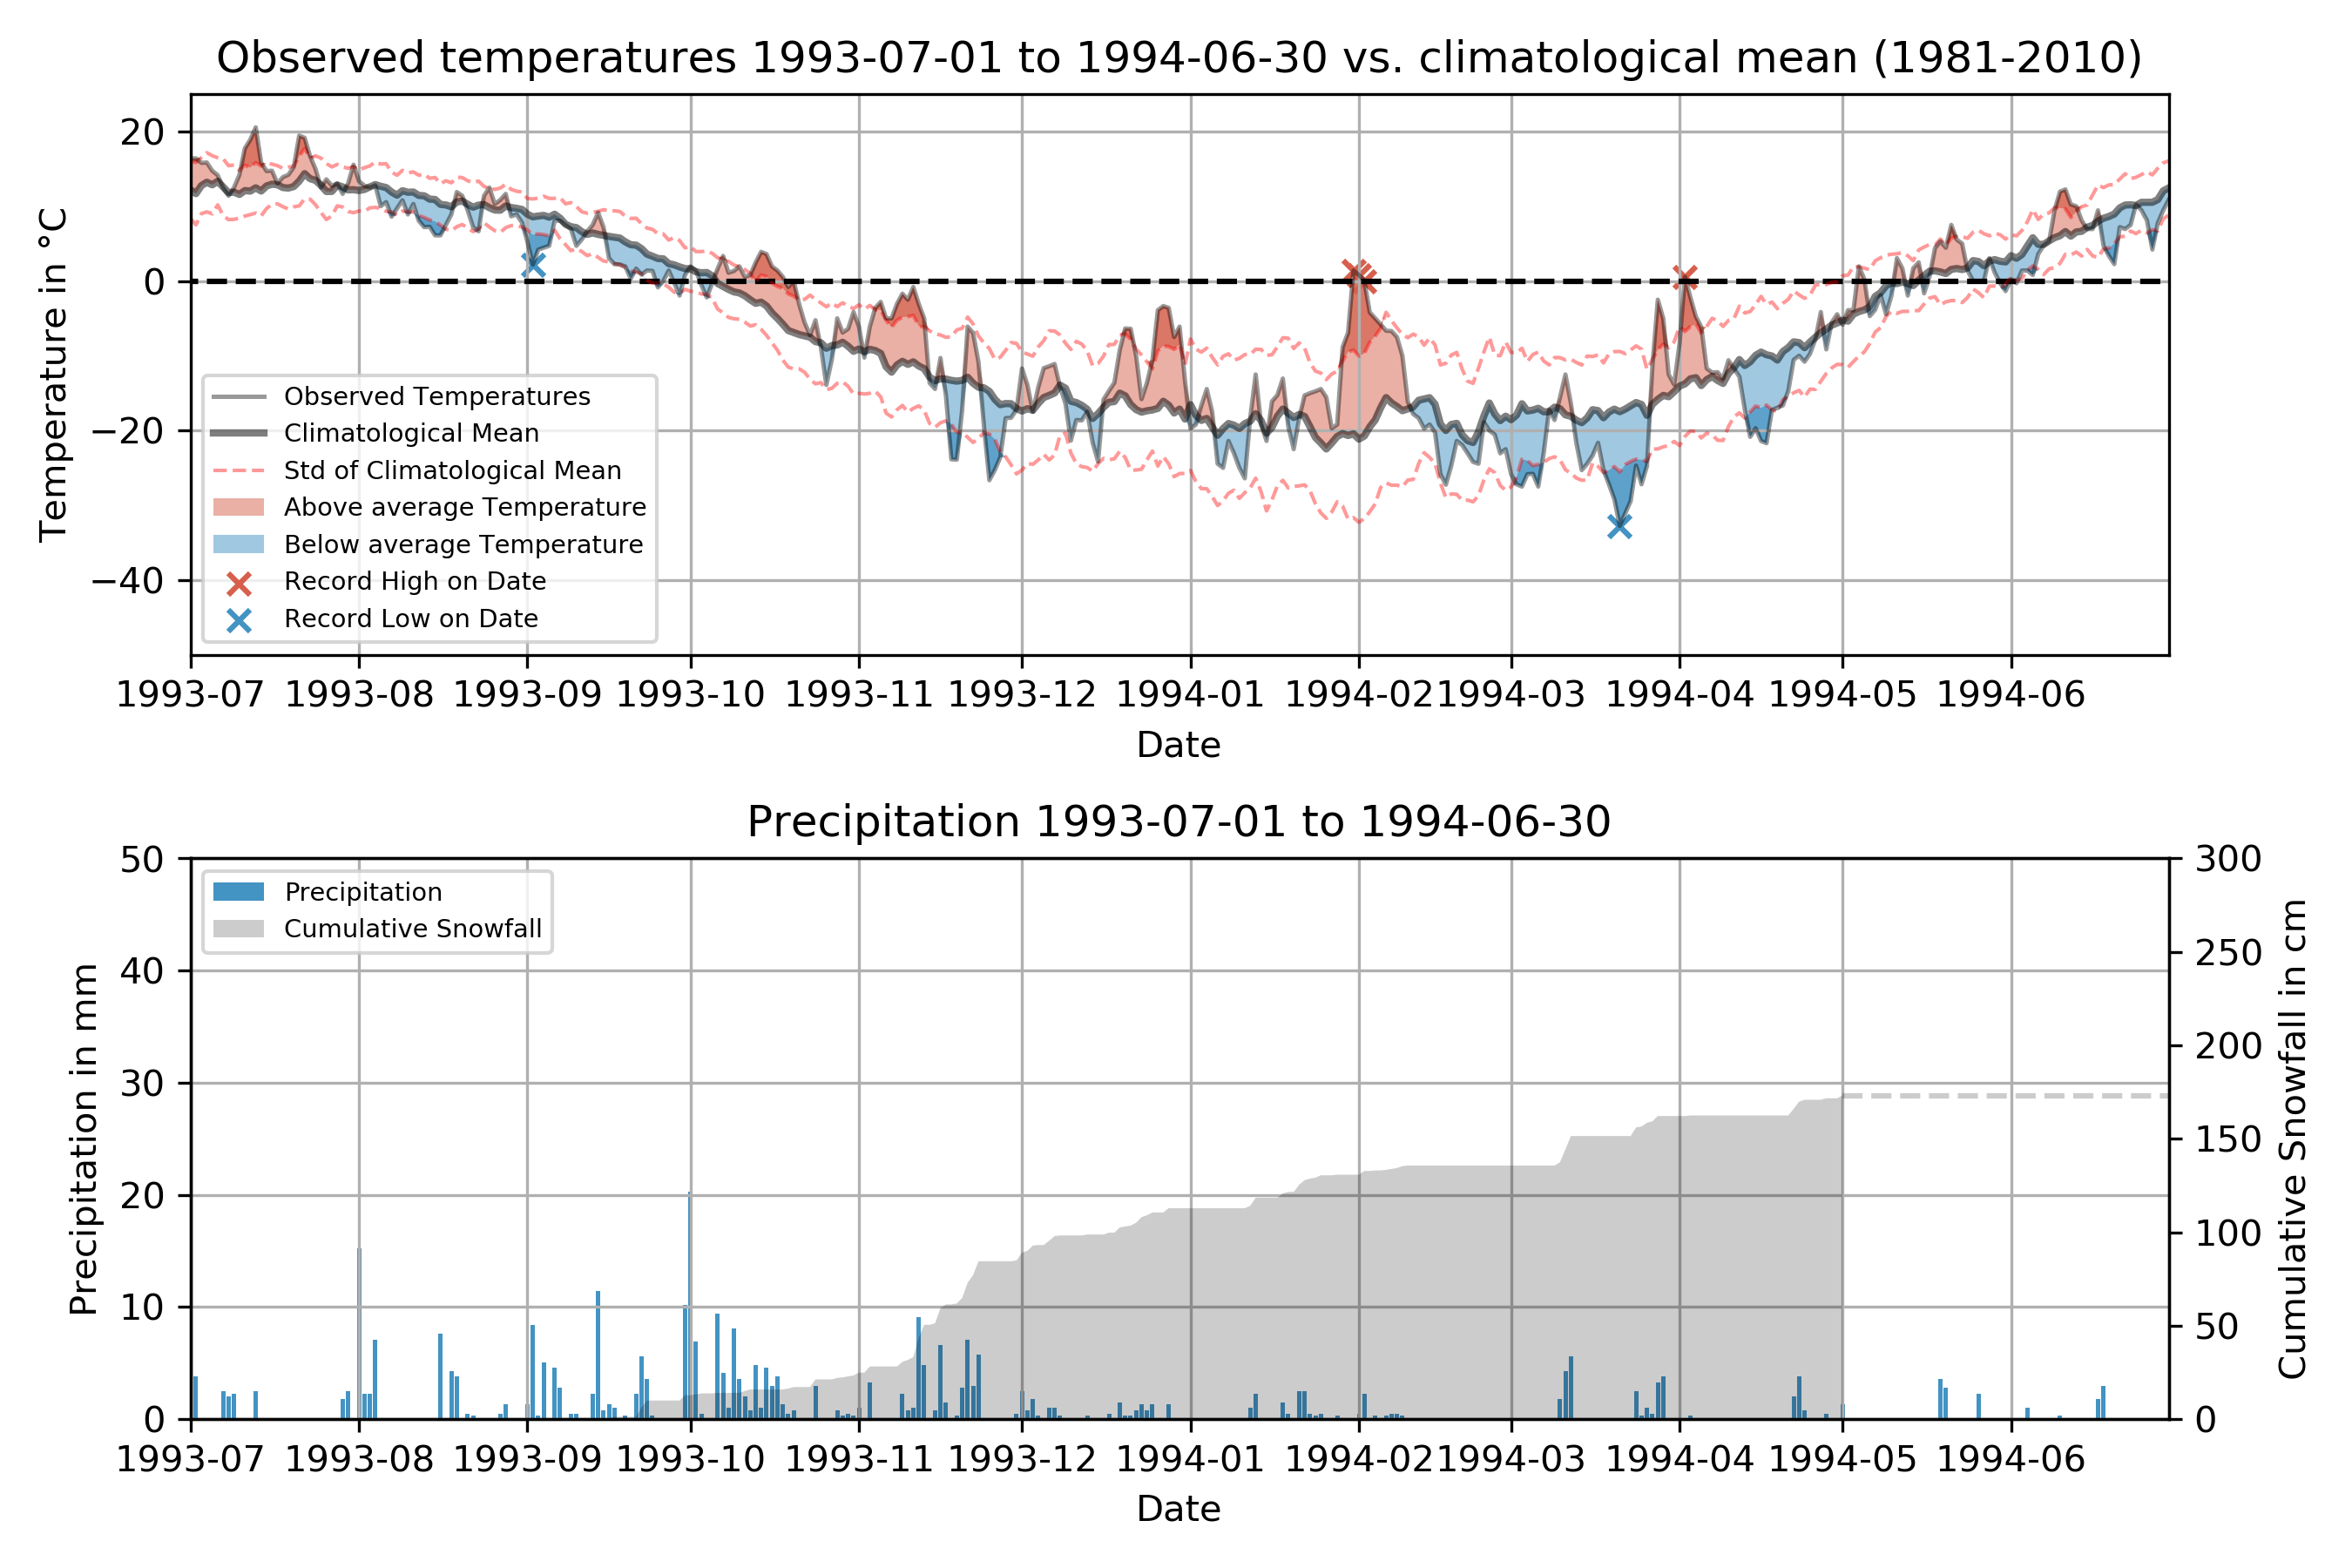 Observed temperatures 1993-07-01 to 1994-06-30 vs. climatological mean (1981-2010)
Temperature in °C
20
0
−20
−40
Observed Temperatures
Climatological Mean
Std of Climatological Mean
Above average Temperature
Below average Temperature
Record High on Date
Record Low on Date
1993-07 1993-08 1993-09 1993-10 1993-11 1993-12 1994-01 1994-02 1994-03 1994-04 1994-05 1994-06
Date
Precipitation 1993-07-01 to 1994-06-30
Precipitation in mm
50
40
30
20
10
0
Precipitation
Cumulative Snowfall
300
250
200
150
100
50
0
Cumulative Snowfall in cm
1993-07 1993-08 1993-09 1993-10 1993-11 1993-12 1994-01 1994-02 1994-03 1994-04 1994-05 1994-06
Date